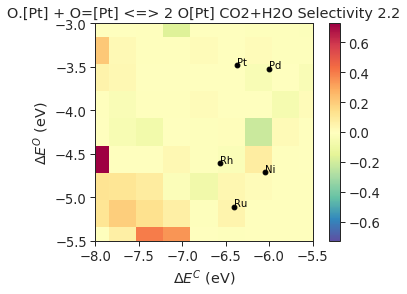 O.[Pt] + O=[Pt] <=> 2 O[Pt] CO2+H2O Selectivity 2.2
−3.0
−3.5
−4.0
−4.5
−5.0
−5.5
ΔE^O (eV)
Pt
Pd
Rh
Ni
Ru
−8.0 −7.5 −7.0 −6.5 −6.0 −5.5
ΔE^C (eV)
0.6
0.4
0.2
0.0
−0.2
−0.4
−0.6